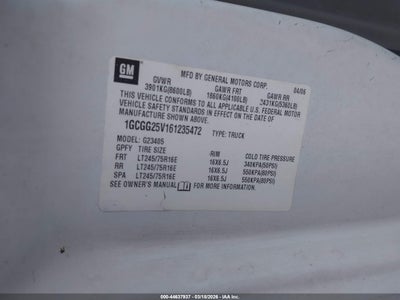 GM
MFD BY GENERAL MOTORS CORP. 04/06
GVWR GAWR FRT GAWR RR
3901KG(8600LB) 1860KG(4100LB) 2431KG(5360LB)
THIS VEHICLE CONFORMS TO ALL APPLICABLE U.S. FEDERAL MOTOR
VEHICLE SAFETY STANDARDS IN EFFECT ON THE DATE OF
MANUFACTURE SHOWN ABOVE.
1GCGG25V161235472 TYPE: TRUCK
MODEL: G23405
GPFY TIRE SIZE RIM COLD TIRE PRESSURE
FRT LT245/75R16E 16X6.5J 340KPA(50PSI)
RR LT245/75R16E 16X6.5J 550KPA(80PSI)
SPA LT245/75R16E 16X6.5J 550KPA(80PSI)
SEE OWNER'S MANUAL FOR MORE INFORMATION.
IAA: 44637937 - 03/18/2026 - IAA, Inc.